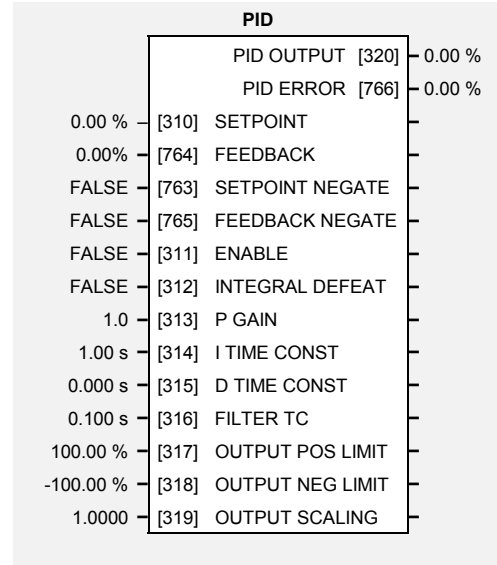 PID
PID OUTPUT [320] – 0.00 %
PID ERROR [766] – 0.00 %
0.00 % – [310] SETPOINT –
0.00% – [764] FEEDBACK –
FALSE – [763] SETPOINT NEGATE –
FALSE – [765] FEEDBACK NEGATE –
FALSE – [311] ENABLE –
FALSE – [312] INTEGRAL DEFEAT –
1.0 – [313] P GAIN –
1.00 s – [314] I TIME CONST –
0.000 s – [315] D TIME CONST –
0.100 s – [316] FILTER TC –
100.00 % – [317] OUTPUT POS LIMIT –
-100.00 % – [318] OUTPUT NEG LIMIT –
1.0000 – [319] OUTPUT SCALING –